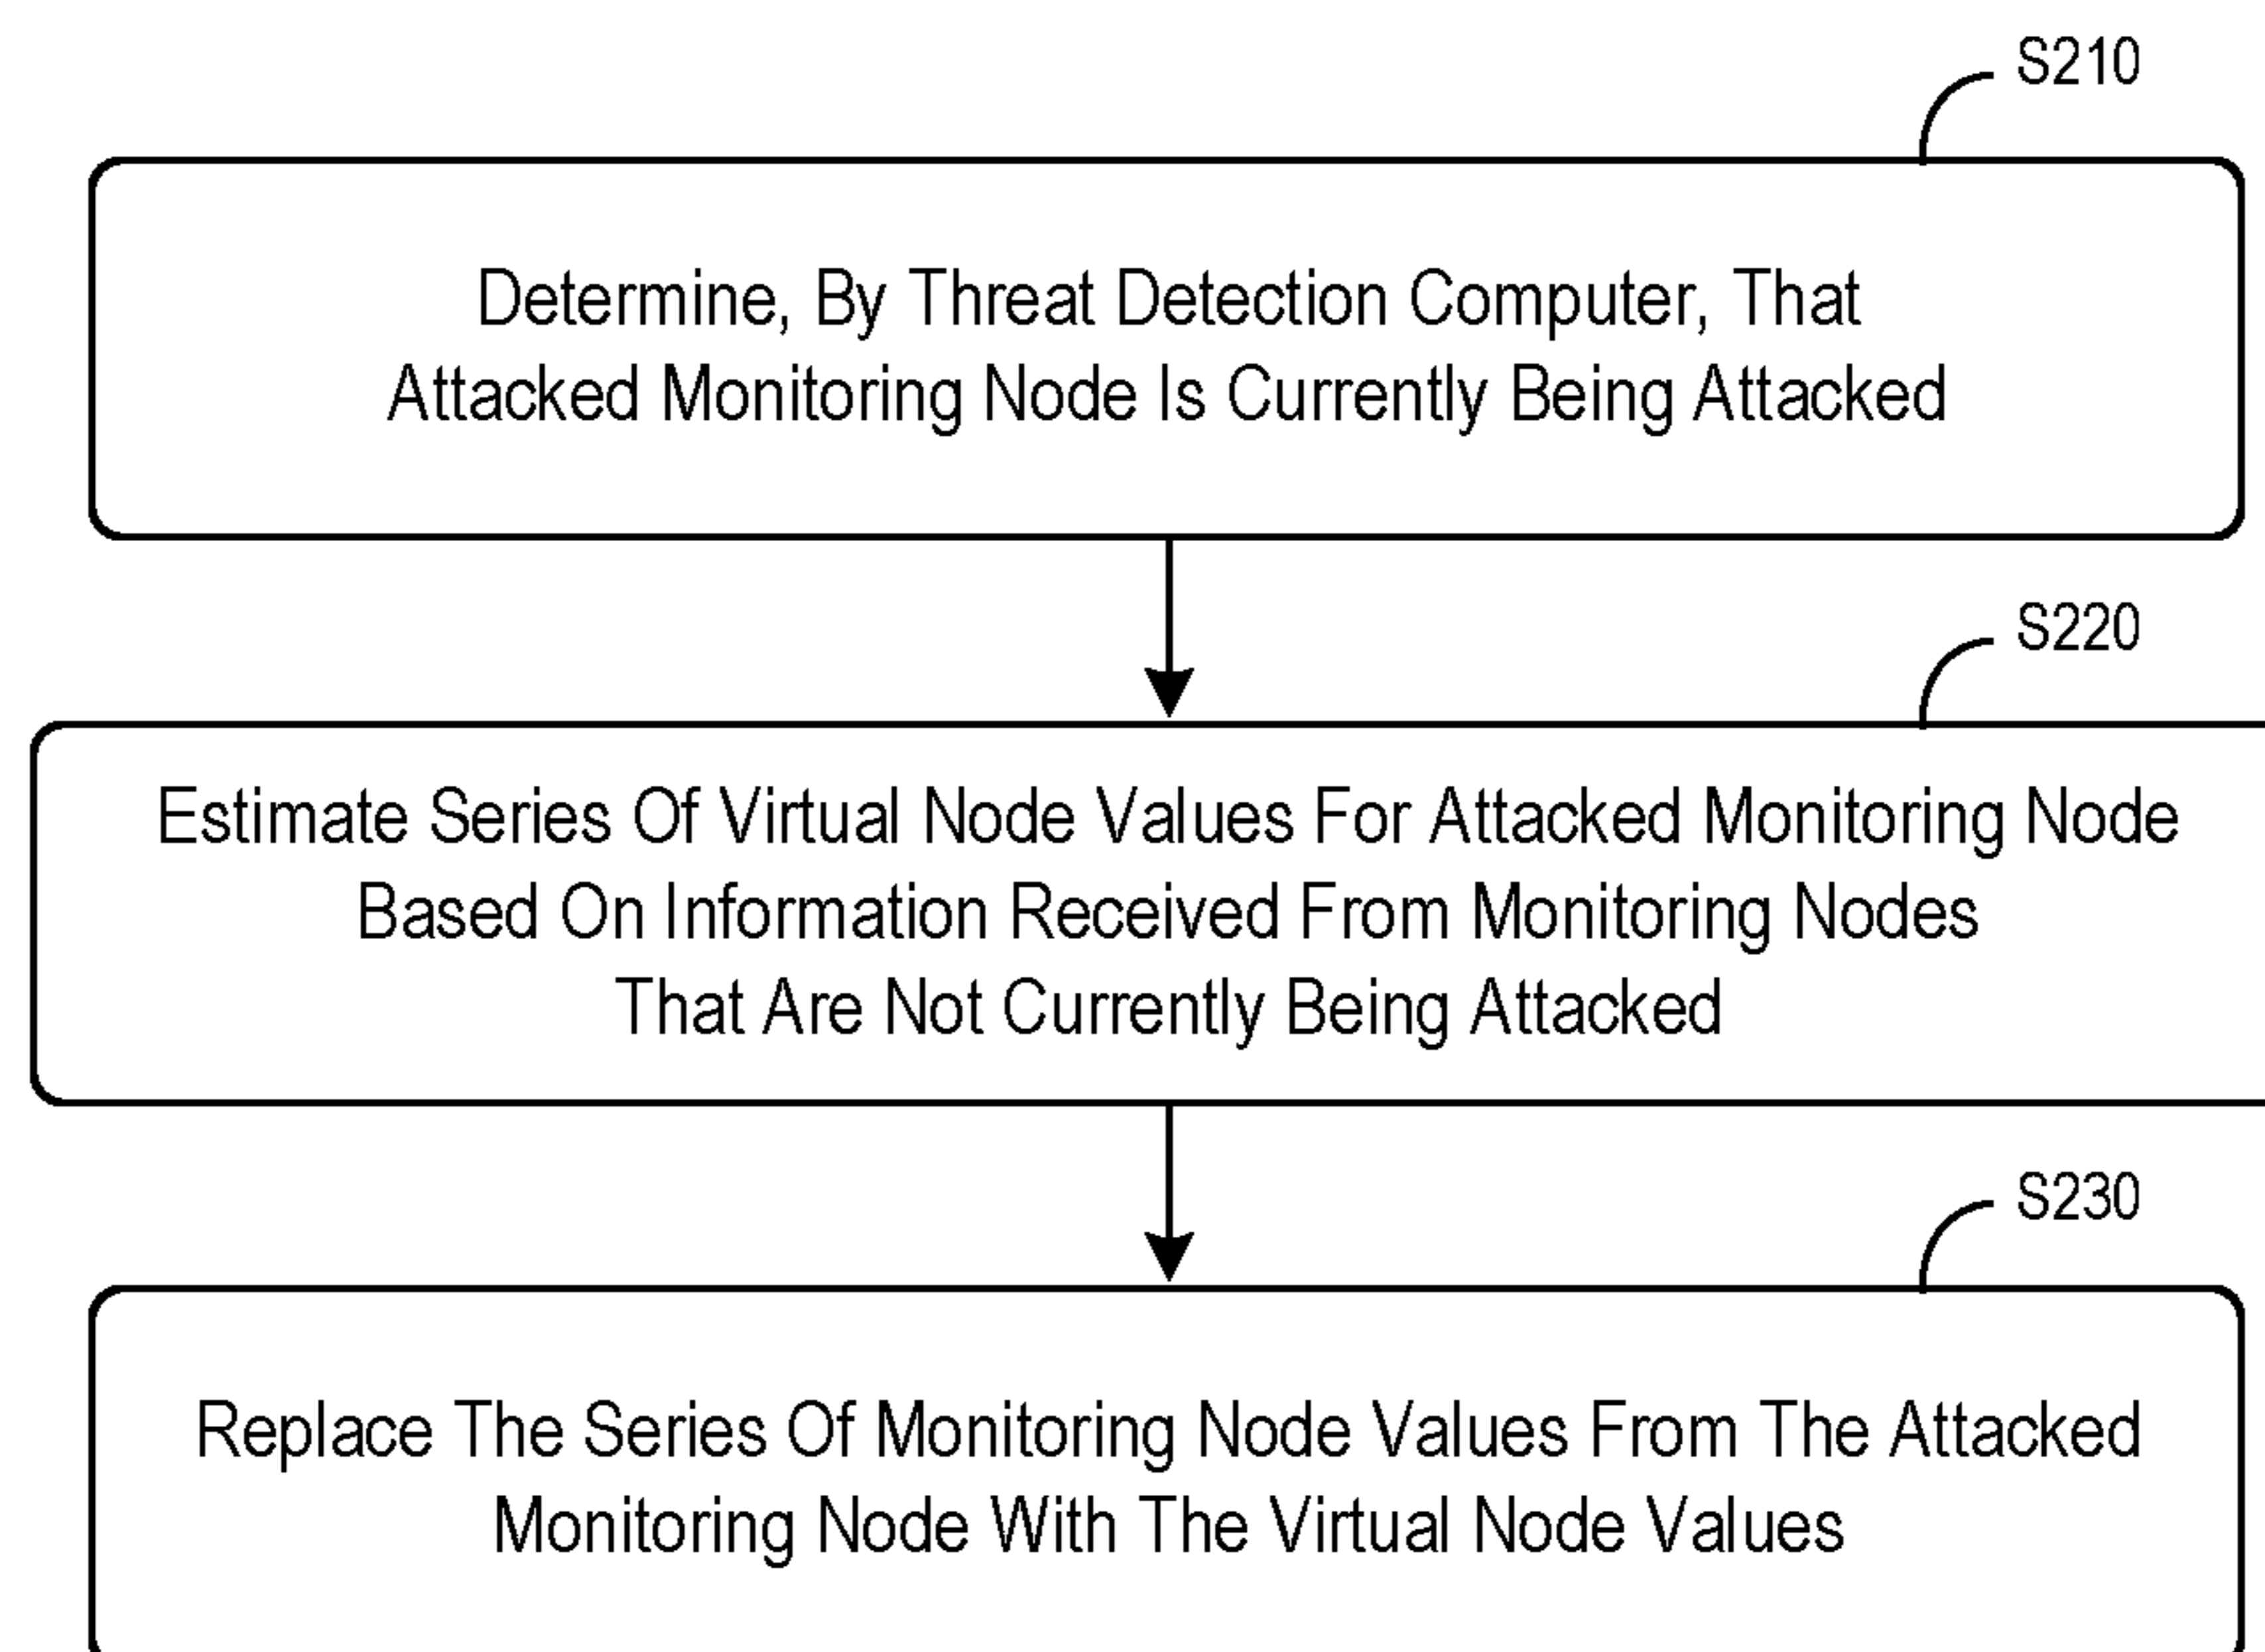 S210
Determine, By Threat Detection Computer, That
Attacked Monitoring Node Is Currently Being Attacked
S220
Estimate Series Of Virtual Node Values For Attacked Monitoring Node
Based On Information Received From Monitoring Nodes
That Are Not Currently Being Attacked
S230
Replace The Series Of Monitoring Node Values From The Attacked
Monitoring Node With The Virtual Node Values